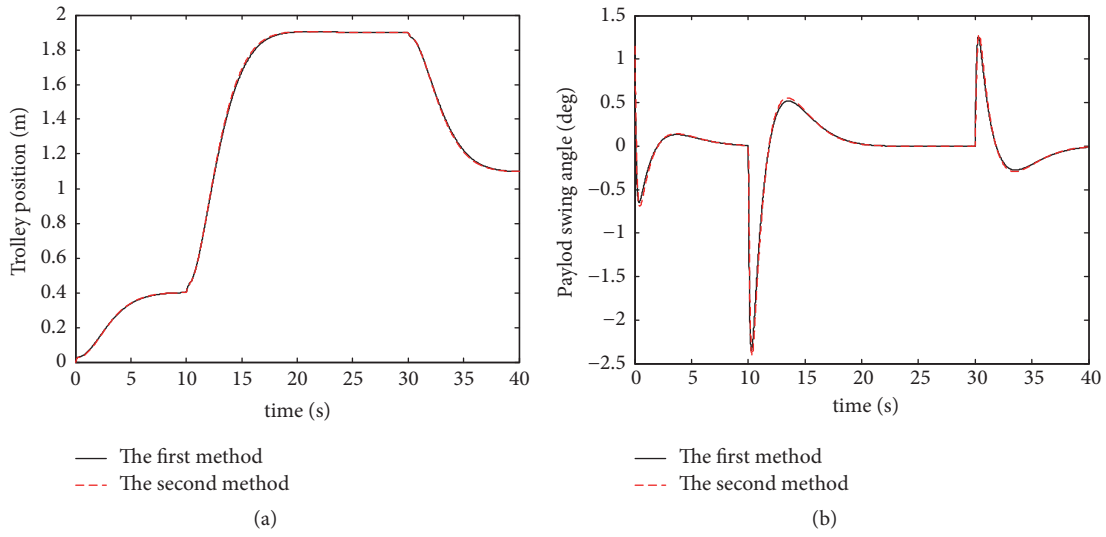 2
1.8
1.6
1.4
1.2
1
0.8
0.6
0.4
0.2
0
Trolley position (m)
0 5 10 15 20 25 30 35 40
time (s)
The first method
The second method
(a)
1.5
1
0.5
0
−0.5
−1
−1.5
−2
−2.5
Paylod swing angle (deg)
0 5 10 15 20 25 30 35 40
time (s)
The first method
The second method
(b)